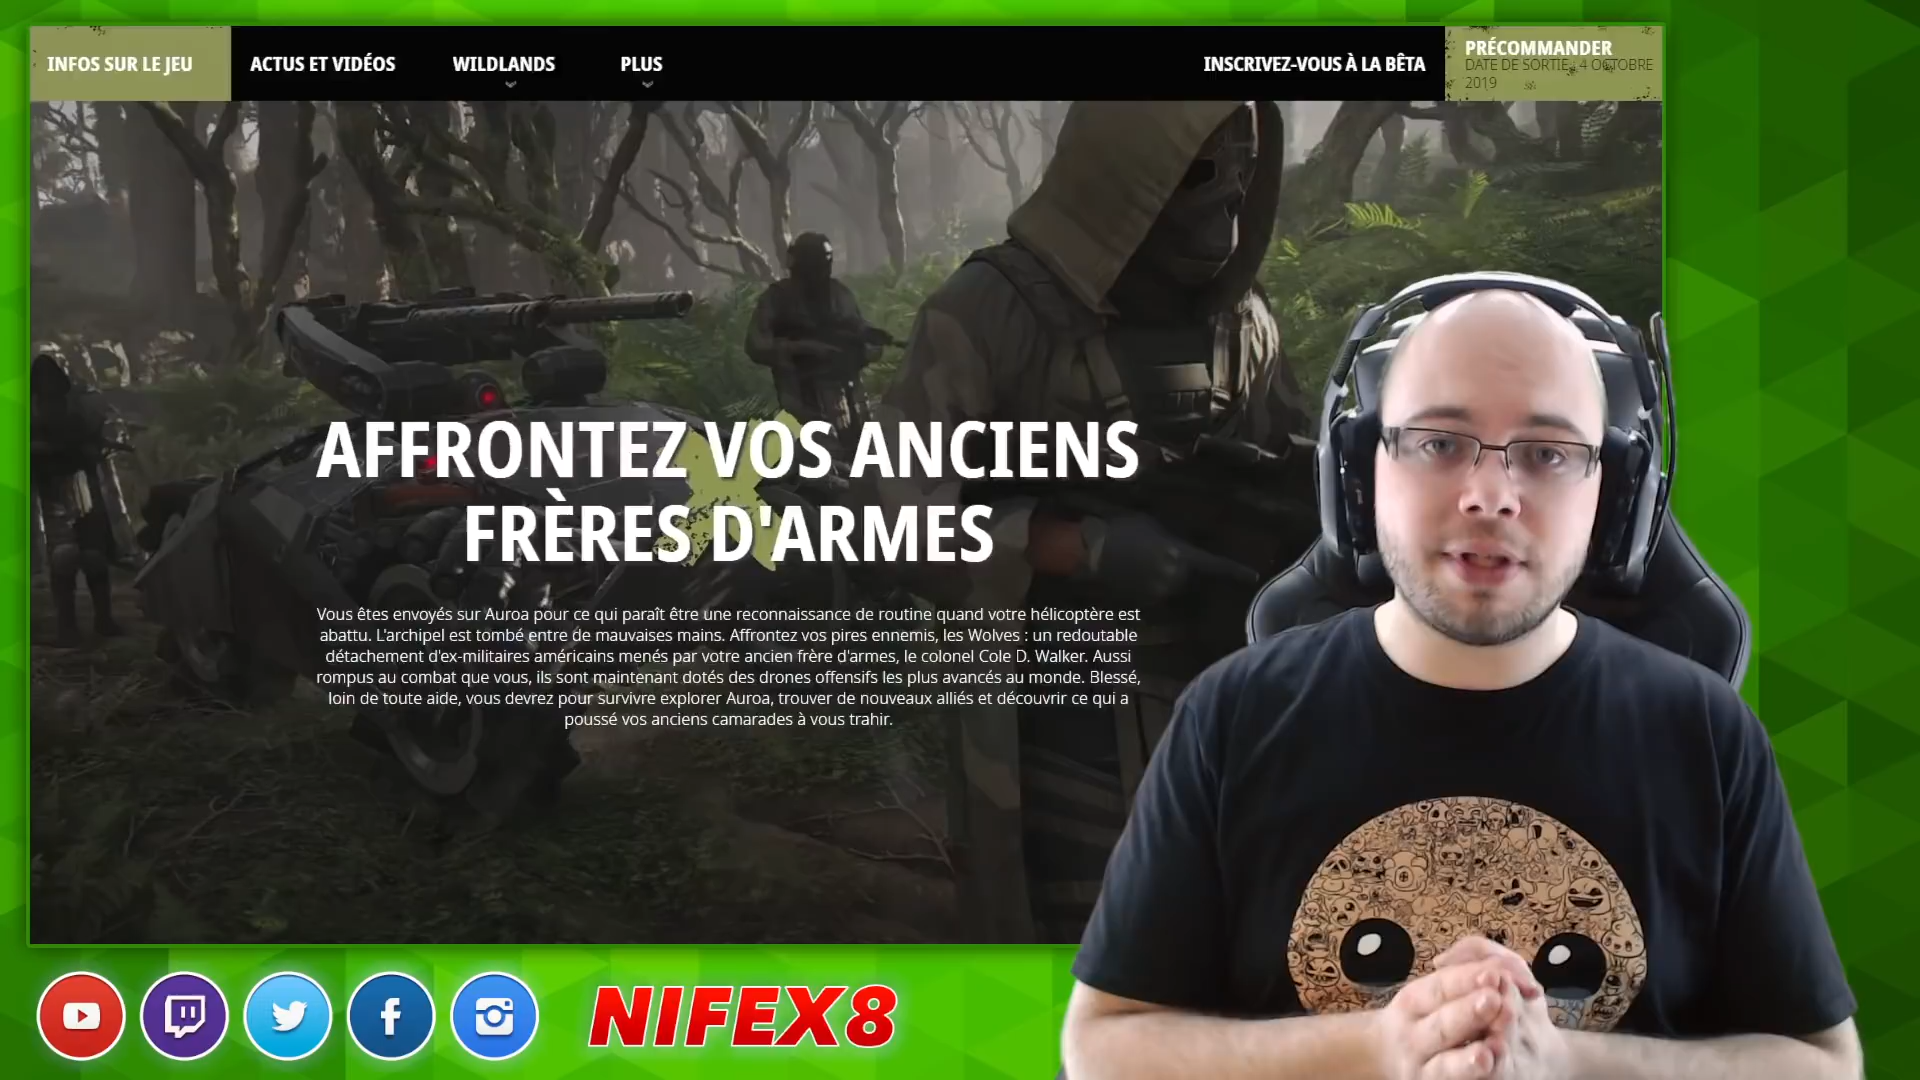 INFOS SUR LE JEU
ACTUS ET VIDÉOS
WILDLANDS
PLUS
INSCRIVEZ-VOUS À LA BÊTA
PRÉCOMMANDER
DATE DE SORTIE : 4 OCTOBRE
2019
AFFRONTEZ VOS ANCIENS
FRÈRES D'ARMES
Vous êtes envoyés sur Auroa pour ce qui paraît être une reconnaissance de routine quand votre hélicoptère est
abattu. L'archipel est tombé entre de mauvaises mains. Affrontez vos pires ennemis, les Wolves : un redoutable
détachement d'ex-militaires américains menés par votre ancien frère d'armes, le colonel Cole D. Walker. Aussi
rompus au combat que vous, ils sont maintenant dotés des drones offensifs les plus avancés au monde. Blessé,
loin de toute aide, vous devrez pour survivre explorer Auroa, trouver de nouveaux alliés et découvrir ce qui a
poussé vos anciens camarades à vous trahir.
NIFEX8